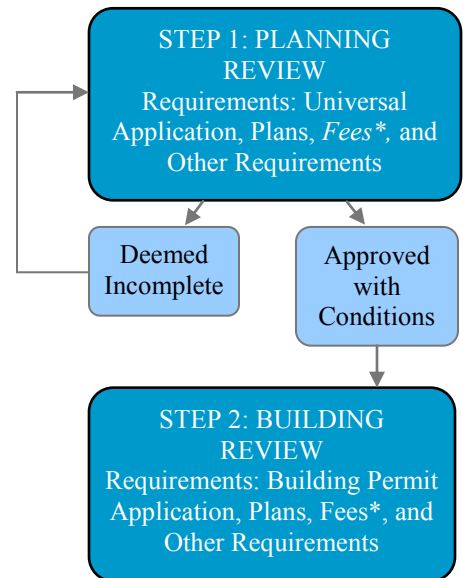 STEP 1: PLANNING
REVIEW
Requirements: Universal
Application, Plans, Fees*, and
Other Requirements
Deemed
Incomplete
Approved
with
Conditions
STEP 2: BUILDING
REVIEW
Requirements: Building Permit
Application, Plans, Fees*, and
Other Requirements